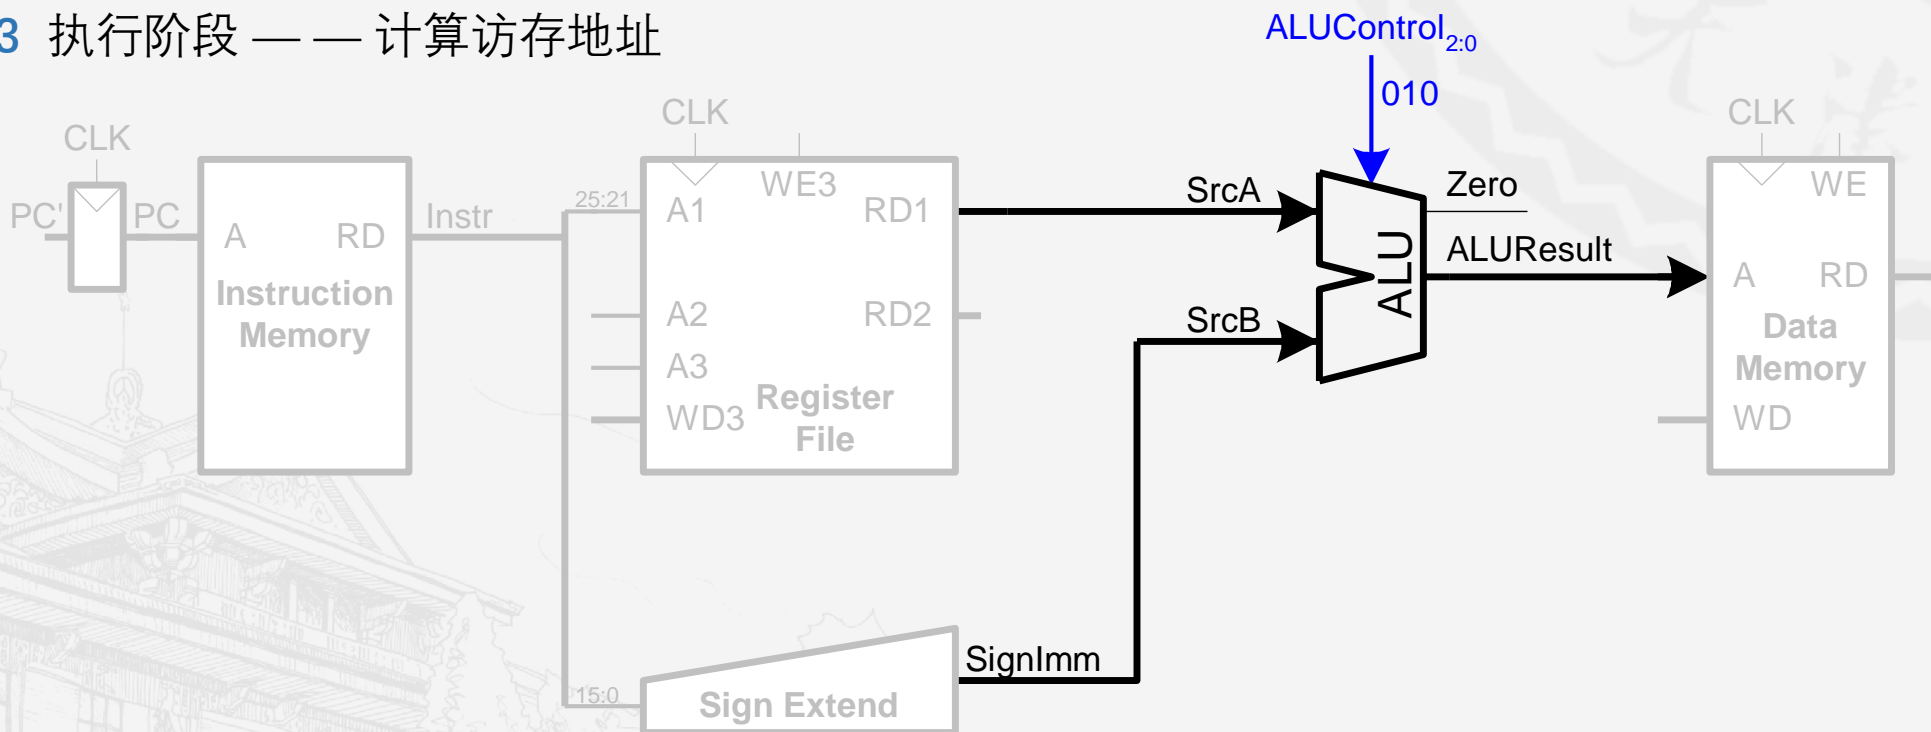 3 执行阶段 — — 计算访存地址
ALUControl2:0
010
CLK
CLK
CLK
PC'
PC
A
RD
Instruction
Memory
Instr
25:21
A1
WE3
RD1
A2
RD2
A3
WD3
Register
File
SrcA
SrcB
ALU
Zero
ALUResult
WE
A
RD
Data
Memory
WD
15:0
Sign Extend
SignImm